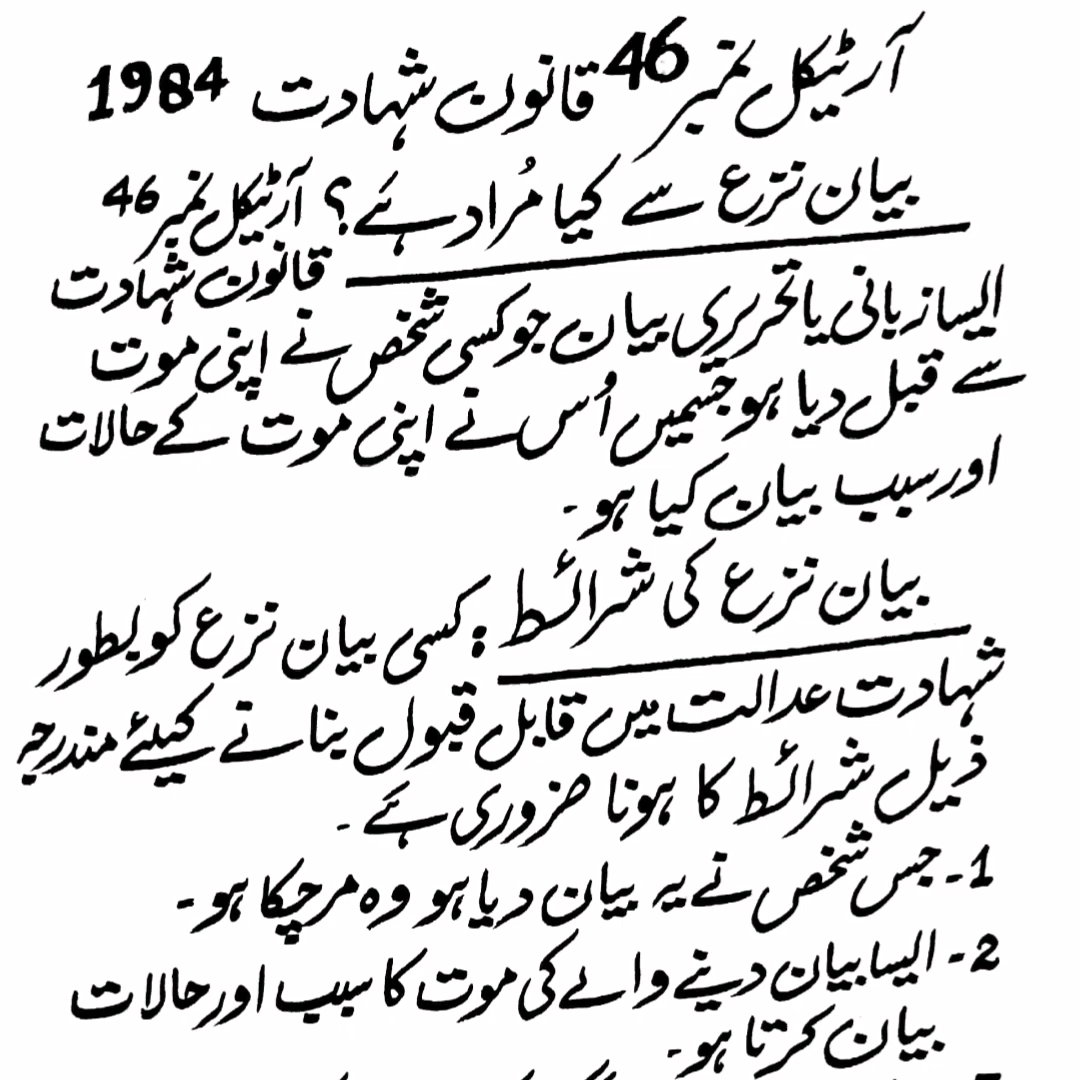 آرٹیکل نمبر 46 قانون شہادت 1984
بیان نزع سے کیا مُراد ہئے؟ آرٹیکل نمبر 46
قانون شہادت
ایسا زبانی یا تحریری بیان جو کسی شخص نے اپنی موت
سے قبل دیا ہو جسمیں اُس نے اپنی موت کے حالات
اور سبب بیان کیا ہو۔
بیان نزع کی شرائط: کسی بیان نزع کو بطور
شہادت عدالت میں قابل قبول بنانے کیلئے مندرجہ
ذیل شرائط کا ہونا ضروری ہئے۔
1۔ جس شخص نے یہ بیان دیا ہو وہ مرچکا ہو۔
2۔ ایسا بیان دینے والے کی موت کا سبب اور حالات
بیان کرتا ہو۔